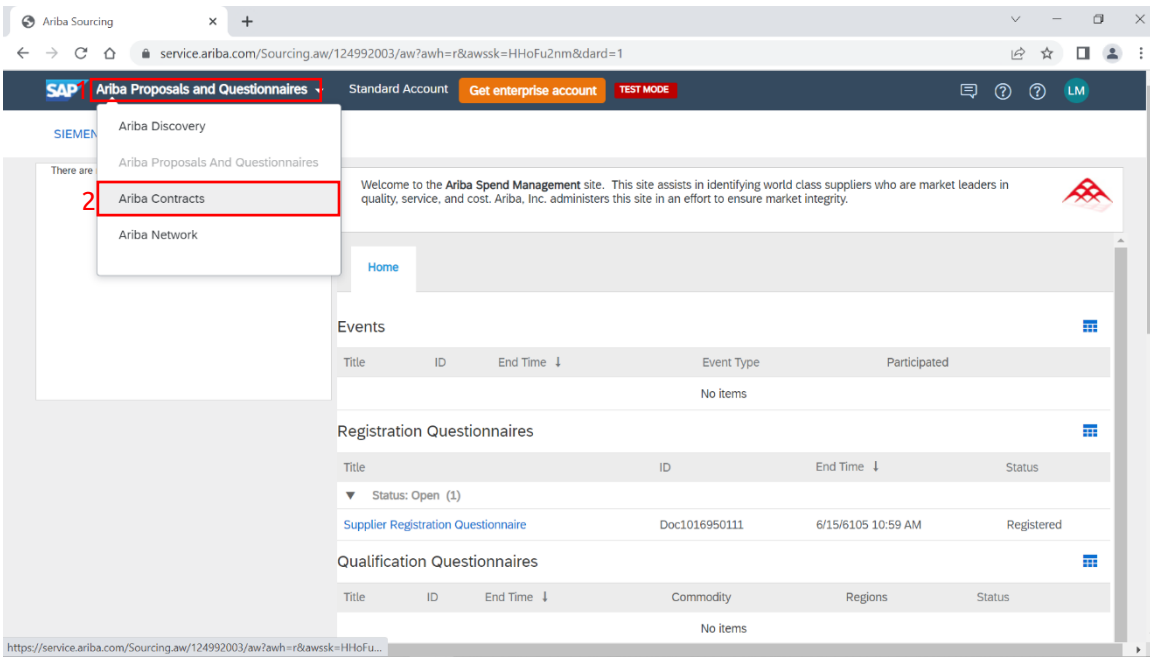 Ariba Sourcing
service.ariba.com/Sourcing.aw/124992003/aw?awh=r&awssk=HHoFu2nm&dard=1
SAP 1 Ariba Proposals and Questionnaires Standard Account Get enterprise account TEST MODE LM
SIEMEN
Ariba Discovery
Ariba Proposals And Questionnaires
2 Ariba Contracts
Ariba Network
There are
Welcome to the Ariba Spend Management site. This site assists in identifying world class suppliers who are market leaders in
quality, service, and cost. Ariba, Inc. administers this site in an effort to ensure market integrity.
Home
Events
Title ID End Time ↓ Event Type Participated
No items
Registration Questionnaires
Title ID End Time ↓ Status
▼ Status: Open (1)
Supplier Registration Questionnaire Doc1016950111 6/15/6105 10:59 AM Registered
Qualification Questionnaires
Title ID End Time ↓ Commodity Regions Status
No items
https://service.ariba.com/Sourcing.aw/124992003/aw?awh=r&awssk=HHoFu...